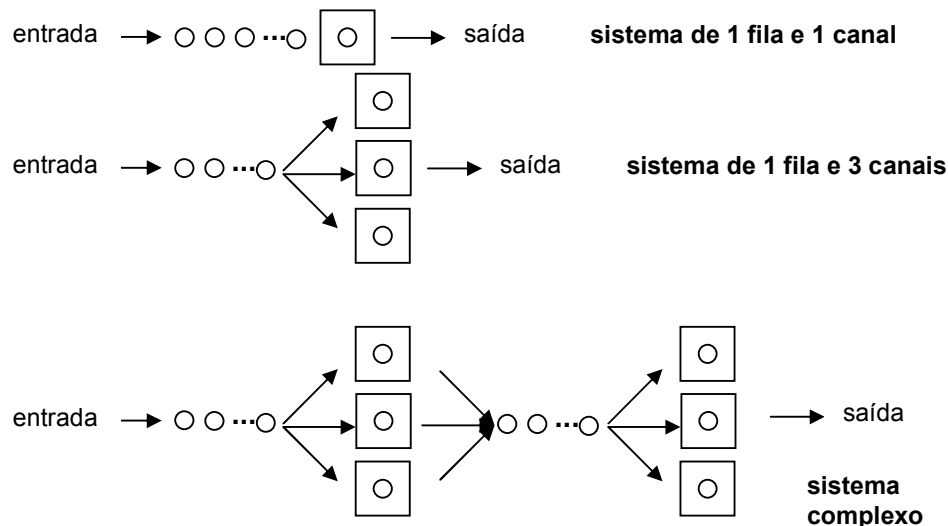 entrada saída sistema de 1 fila e 1 canal
entrada saída sistema de 1 fila e 3 canais
entrada saída
sistema
complexo